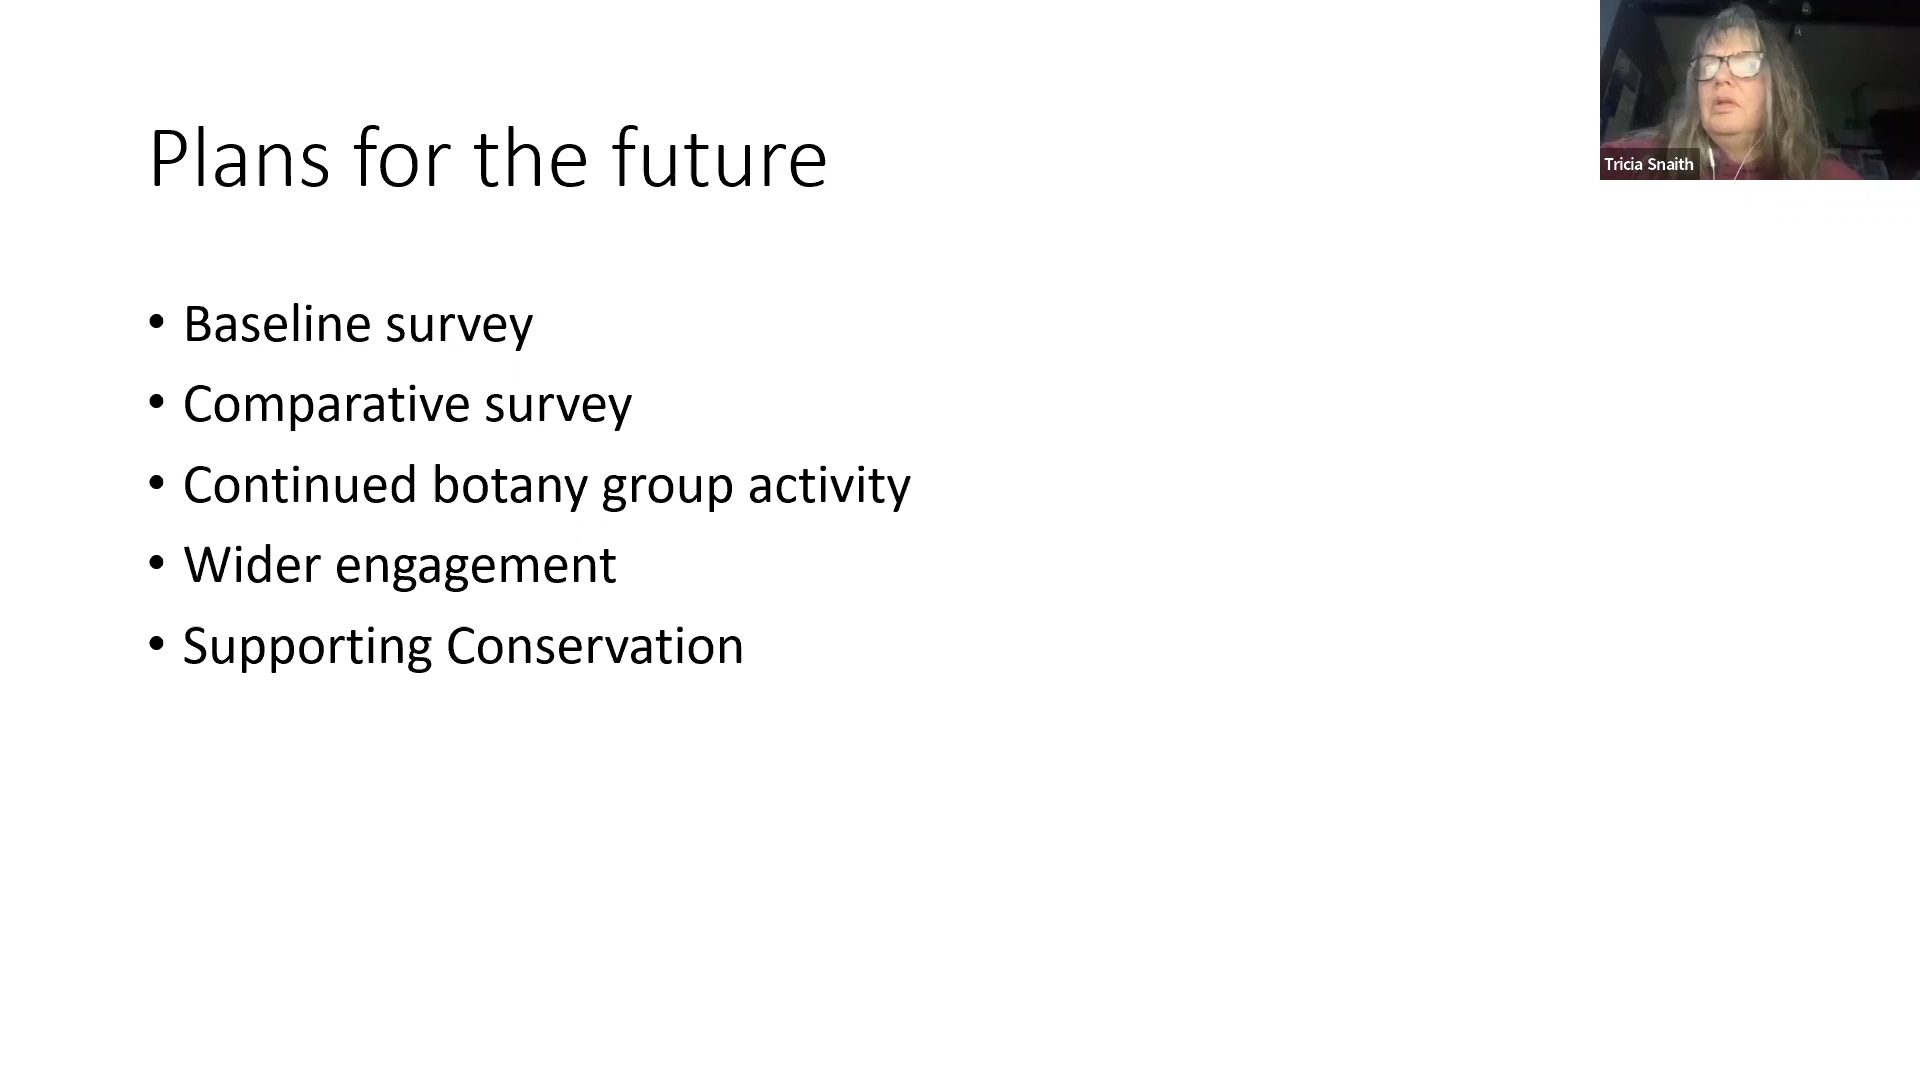 Plans for the future
• Baseline survey
• Comparative survey
• Continued botany group activity
• Wider engagement
• Supporting Conservation
Tricia Snaith